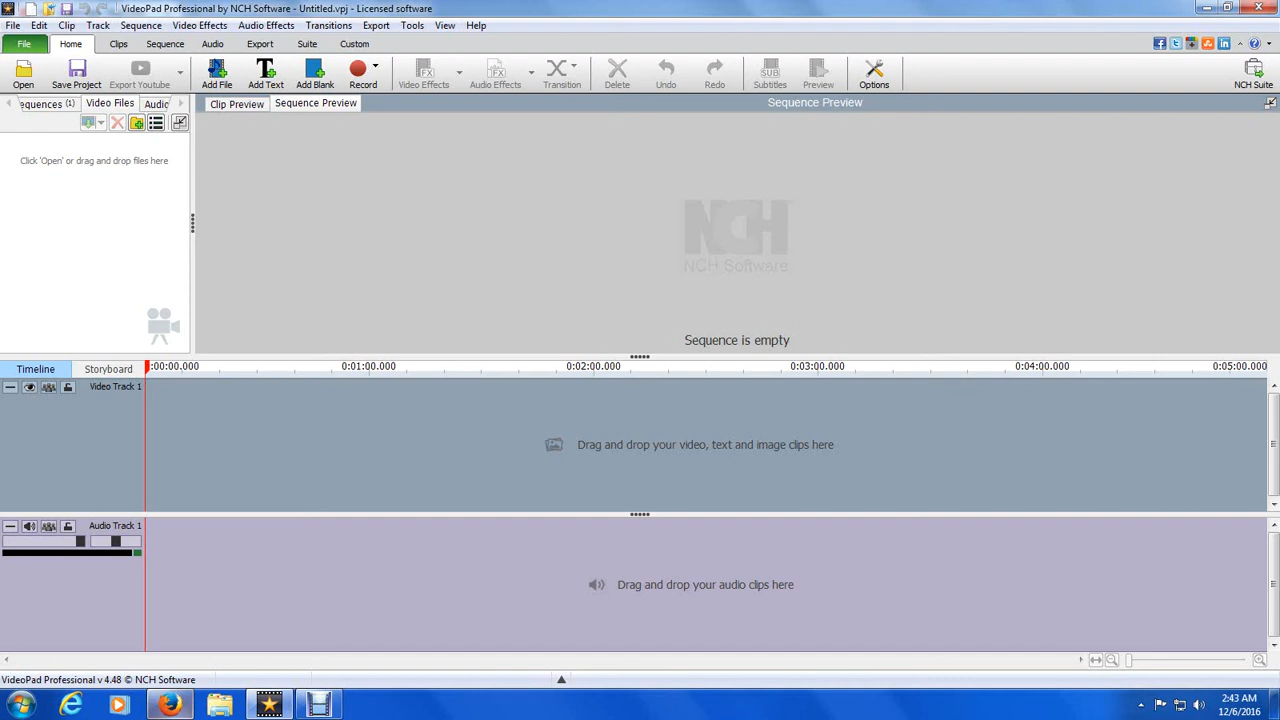 VideoPad Professional by NCH Software - Untitled.vpj - Licensed software
File Edit Clip Track Sequence Video Effects Audio Effects Transitions Export Tools View Help
File Home Clips Sequence Audio Export Suite Custom
Open Save Project Export Youtube Add File Add Text Add Blank Record Video Effects Audio Effects Transition Delete Undo Redo Subtitles Preview Options NCH Suite
equences (1) Video Files Audio Clip Preview Sequence Preview Sequence Preview
Click 'Open' or drag and drop files here
NCH
NCH Software
Sequence is empty
Timeline Storyboard :00:00.000 0:01:00.000 0:02:00.000 0:03:00.000 0:04:00.000 0:05:00.000
Video Track 1
Drag and drop your video, text and image clips here
Audio Track 1
Drag and drop your audio clips here
VideoPad Professional v 4.48 © NCH Software
2:43 AM
12/6/2016